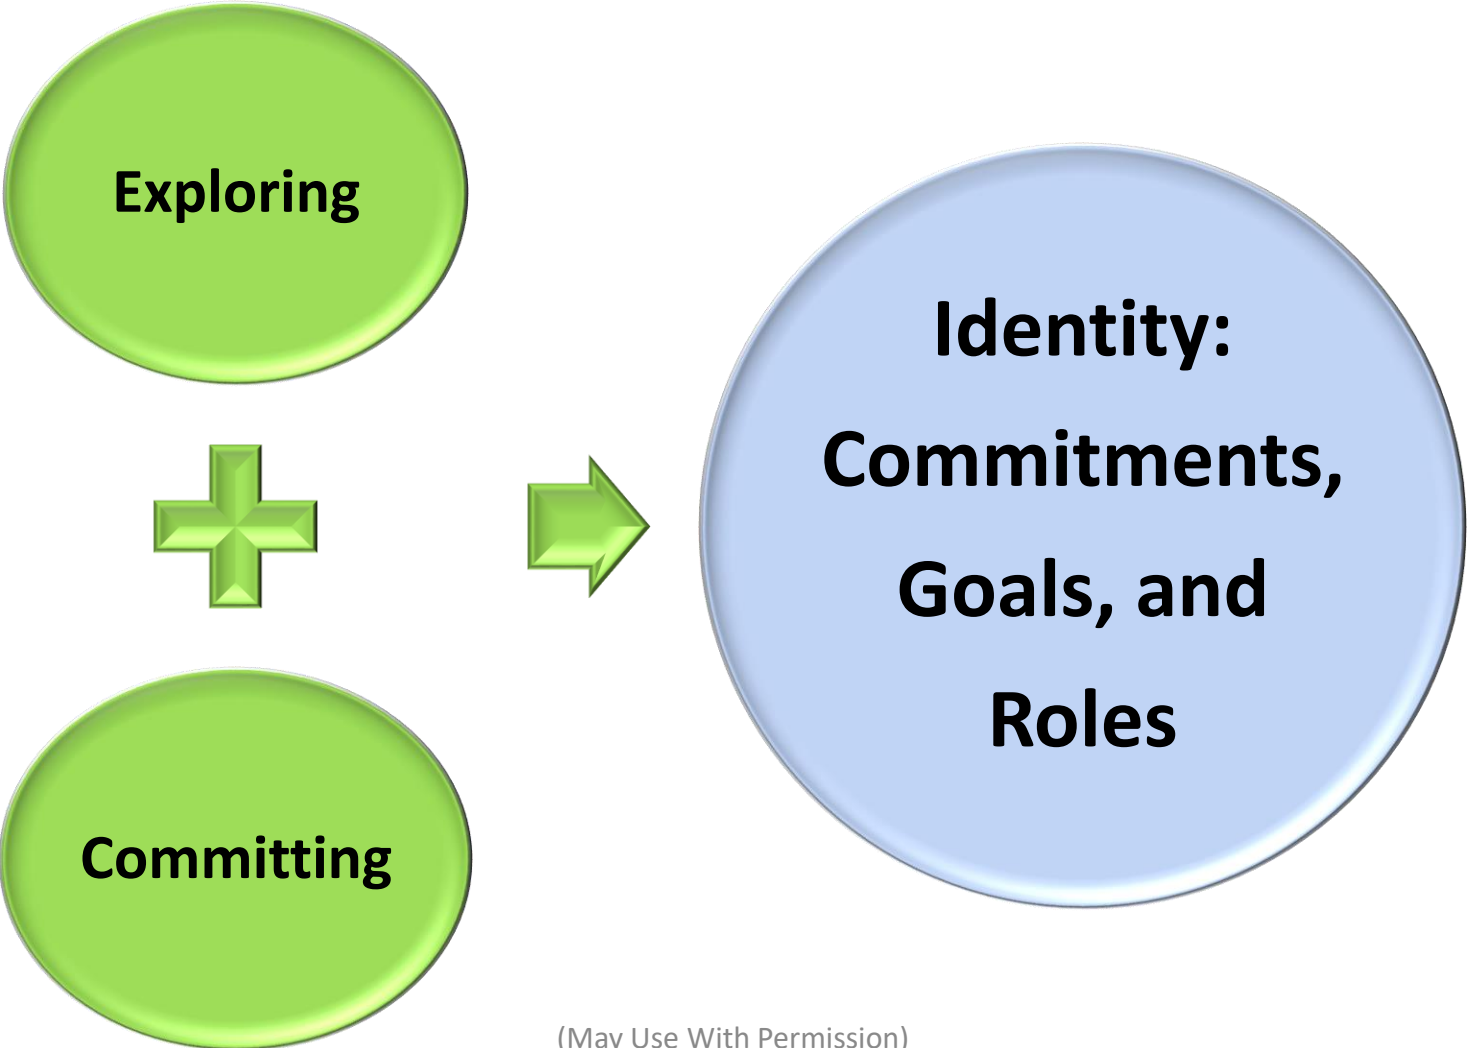 Exploring
Committing
Identity:
Commitments,
Goals, and
Roles
(May Use With Permission)